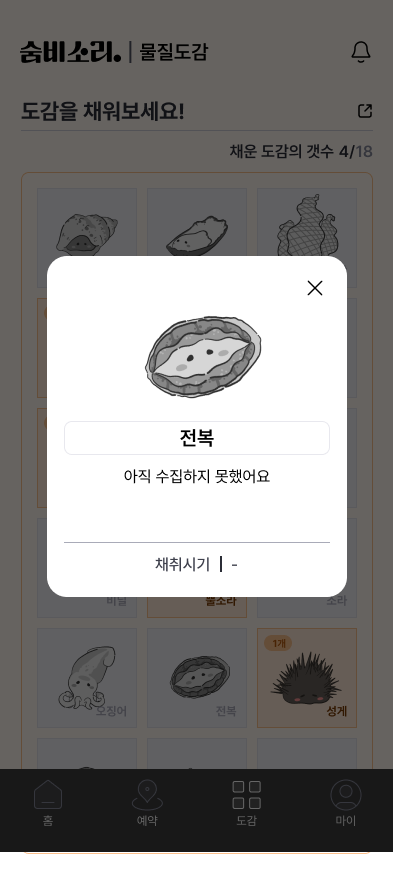 숨비소리. | 물질도감
도감을 채워보세요!
채운 도감의 갯수 4/18
전복
아직 수집하지 못했어요
채취시기 | -
비닐
뿔소라
소라
오징어
전복
1개
성게
홈
예약
도감
마이